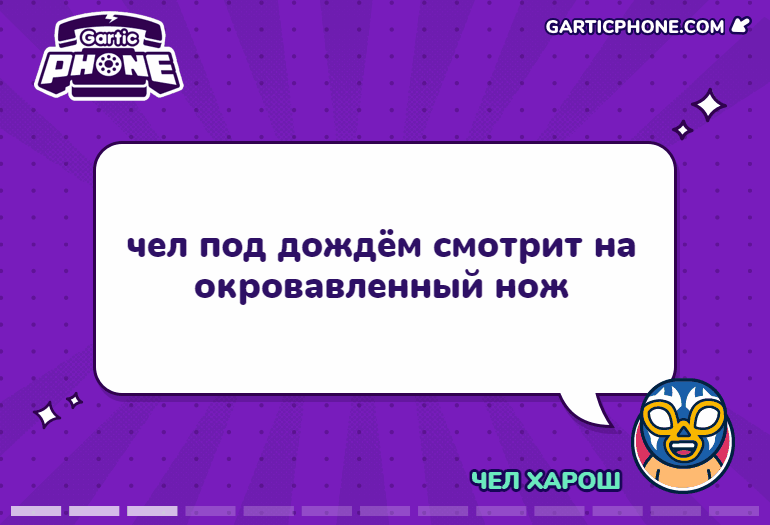 Gartic
PHONE
GARTICPHONE.COM
чел под дождём смотрит на
окровавленный нож
ЧЕЛ ХАРОШ